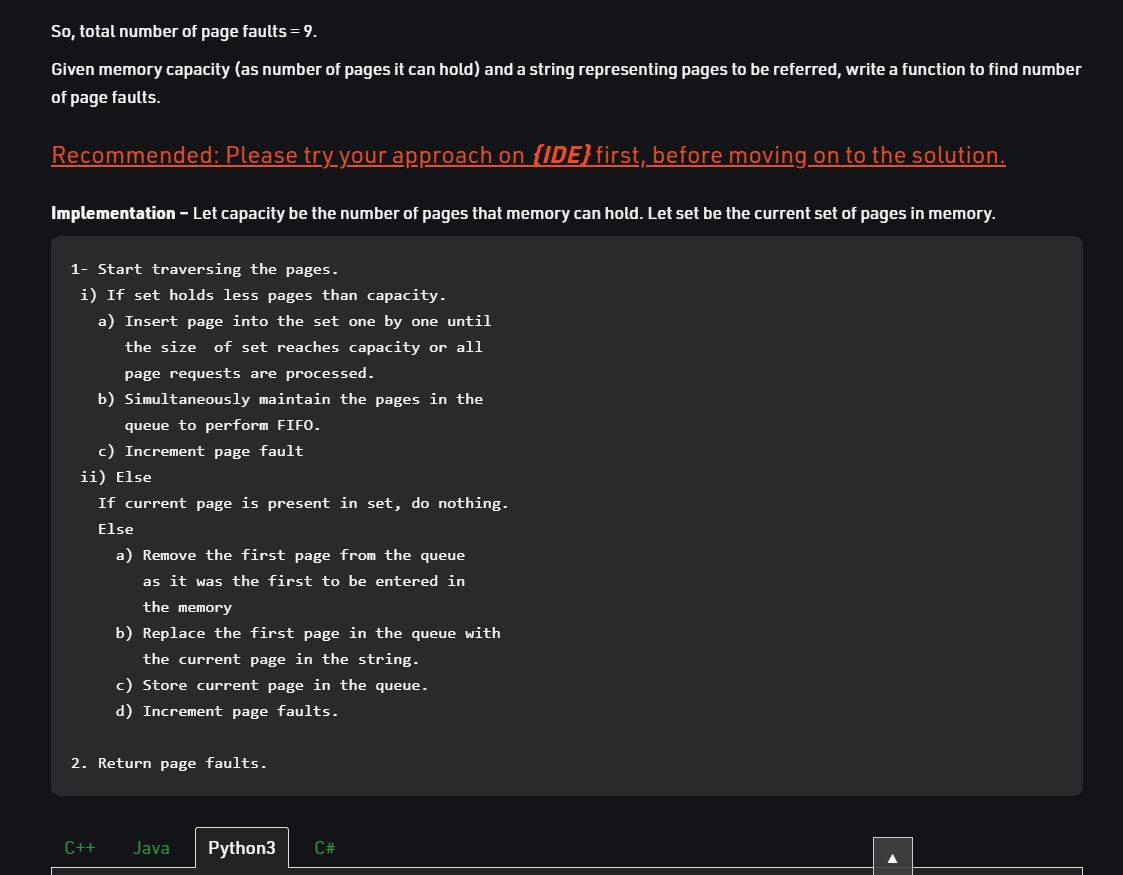 So, total number of page faults = 9.
Given memory capacity (as number of pages it can hold) and a string representing pages to be referred, write a function to find number
of page faults.
Recommended: Please try your approach on {IDE} first, before moving on to the solution.
Implementation – Let capacity be the number of pages that memory can hold. Let set be the current set of pages in memory.
1- Start traversing the pages.
i) If set holds less pages than capacity.
a) Insert page into the set one by one until
the size  of set reaches capacity or all
page requests are processed.
b) Simultaneously maintain the pages in the
queue to perform FIFO.
c) Increment page fault
ii) Else
If current page is present in set, do nothing.
Else
a) Remove the first page from the queue
as it was the first to be entered in
the memory
b) Replace the first page in the queue with
the current page in the string.
c) Store current page in the queue.
d) Increment page faults.
2. Return page faults.
C++ Java Python3 C#